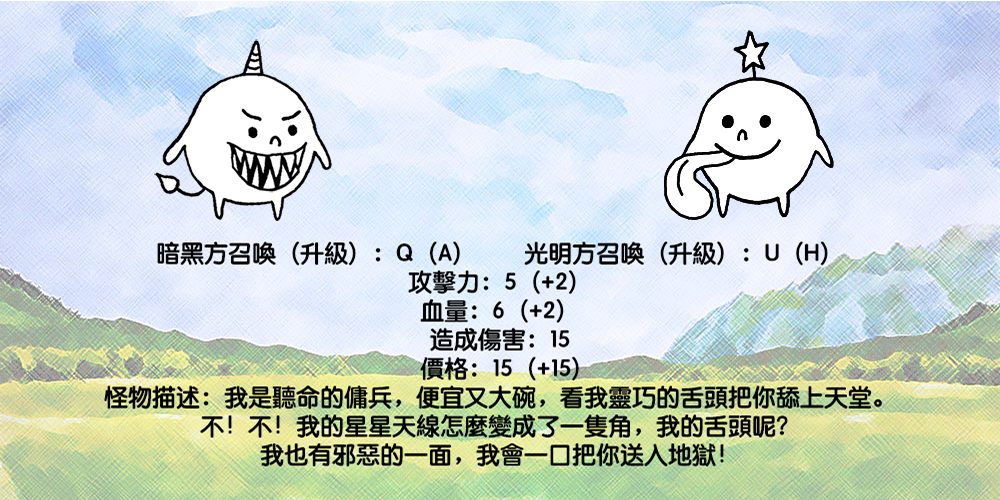 暗黑方召喚（升級）：Q（A）　　光明方召喚（升級）：U（H）
攻擊力：5（+2）
血量：6（+2）
造成傷害：15
價格：15（+15）
怪物描述：我是聽命的傭兵，便宜又大碗，看我靈巧的舌頭把你舔上天堂。
不！不！我的星星天線怎麼變成了一隻角，我的舌頭呢？
我也有邪惡的一面，我會一口把你送入地獄！